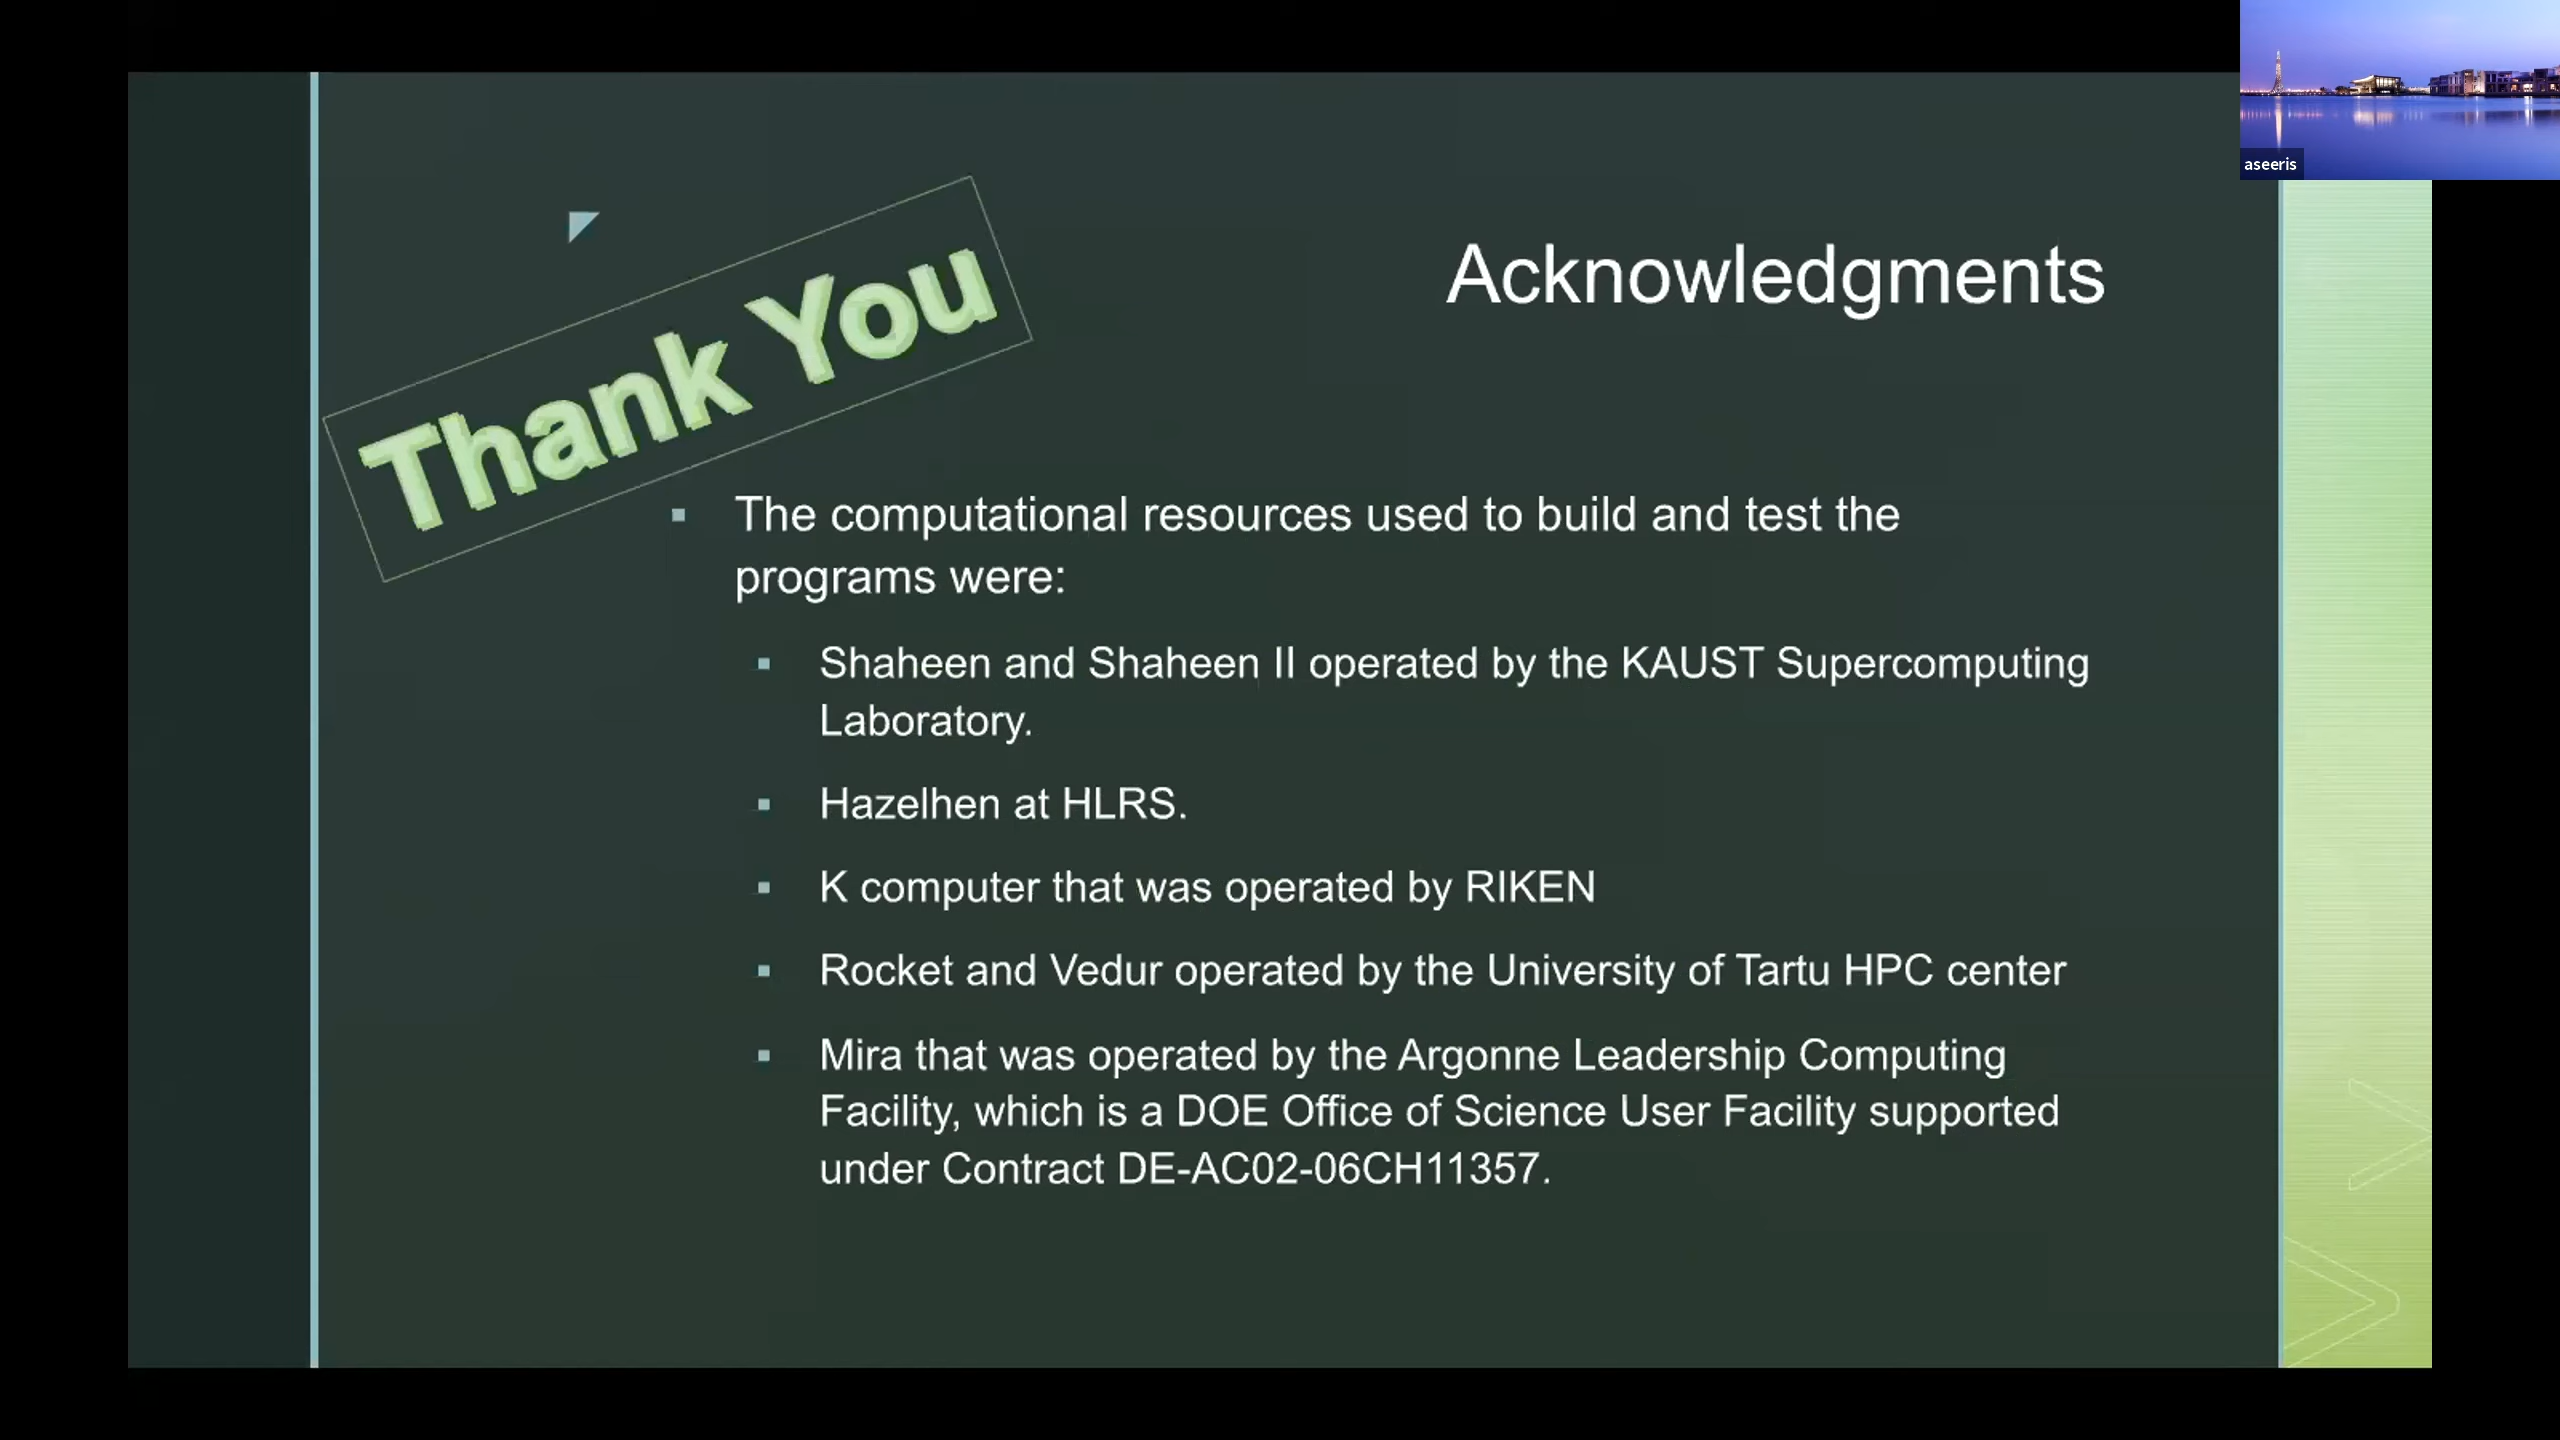 aseeris
Thank You
Acknowledgments
The computational resources used to build and test the
programs were:
Shaheen and Shaheen II operated by the KAUST Supercomputing
Laboratory.
Hazelhen at HLRS.
K computer that was operated by RIKEN
Rocket and Vedur operated by the University of Tartu HPC center
Mira that was operated by the Argonne Leadership Computing
Facility, which is a DOE Office of Science User Facility supported
under Contract DE-AC02-06CH11357.